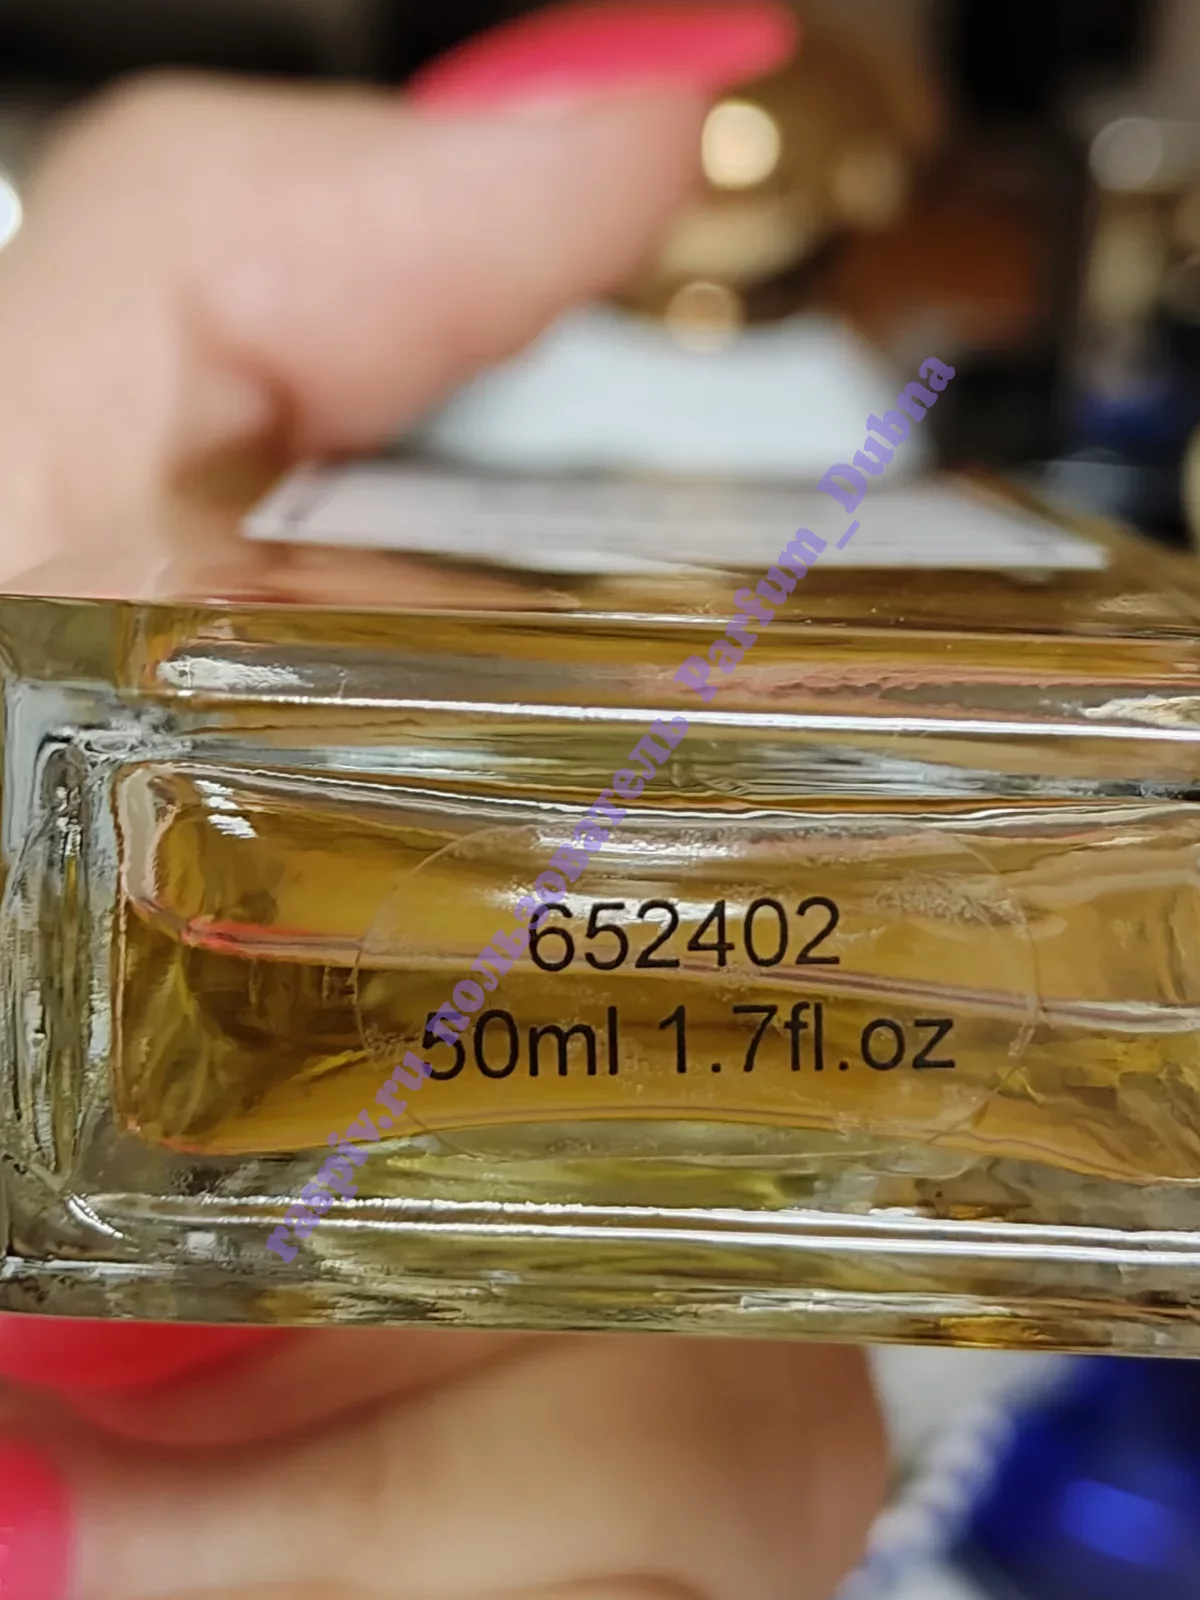 652402
50ml 1.7fl.oz
raspiv.ru пользователь Parfum_Dubna